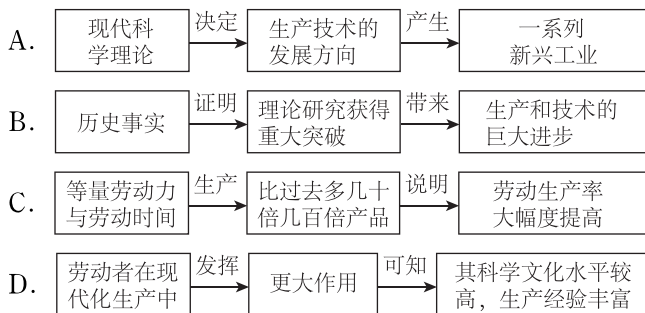 A. 现代科学理论 决定 生产技术的发展方向 产生 一系列新兴工业
B. 历史事实 证明 理论研究获得重大突破 带来 生产和技术的巨大进步
C. 等量劳动力与劳动时间 生产 比过去多几十倍几百倍产品 说明 劳动生产率大幅度提高
D. 劳动者在现代化生产中 发挥 更大作用 可知 其科学文化水平较高，生产经验丰富